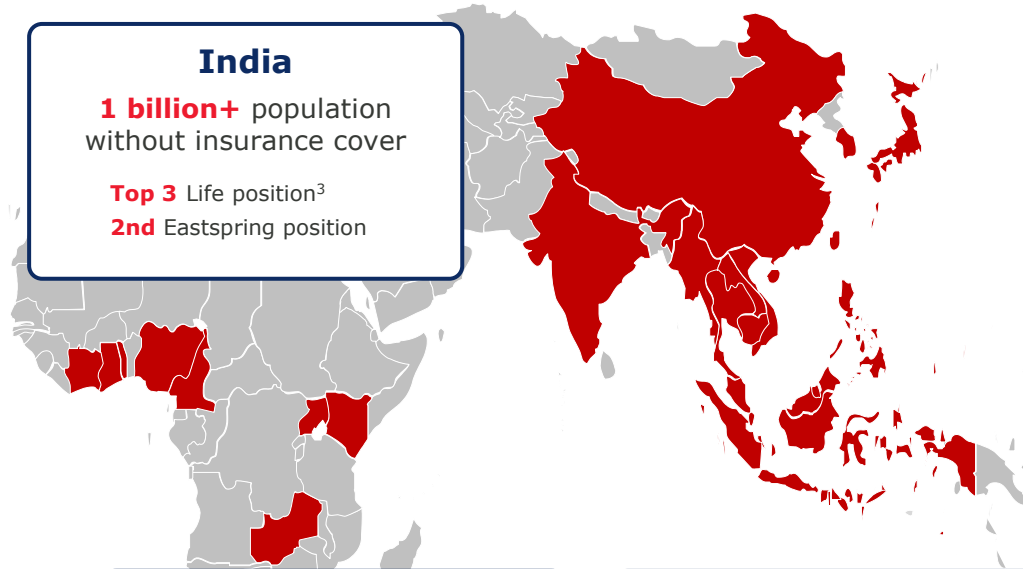 India
1 billion+ population
without insurance cover
Top 3 Life position³
2nd Eastspring position